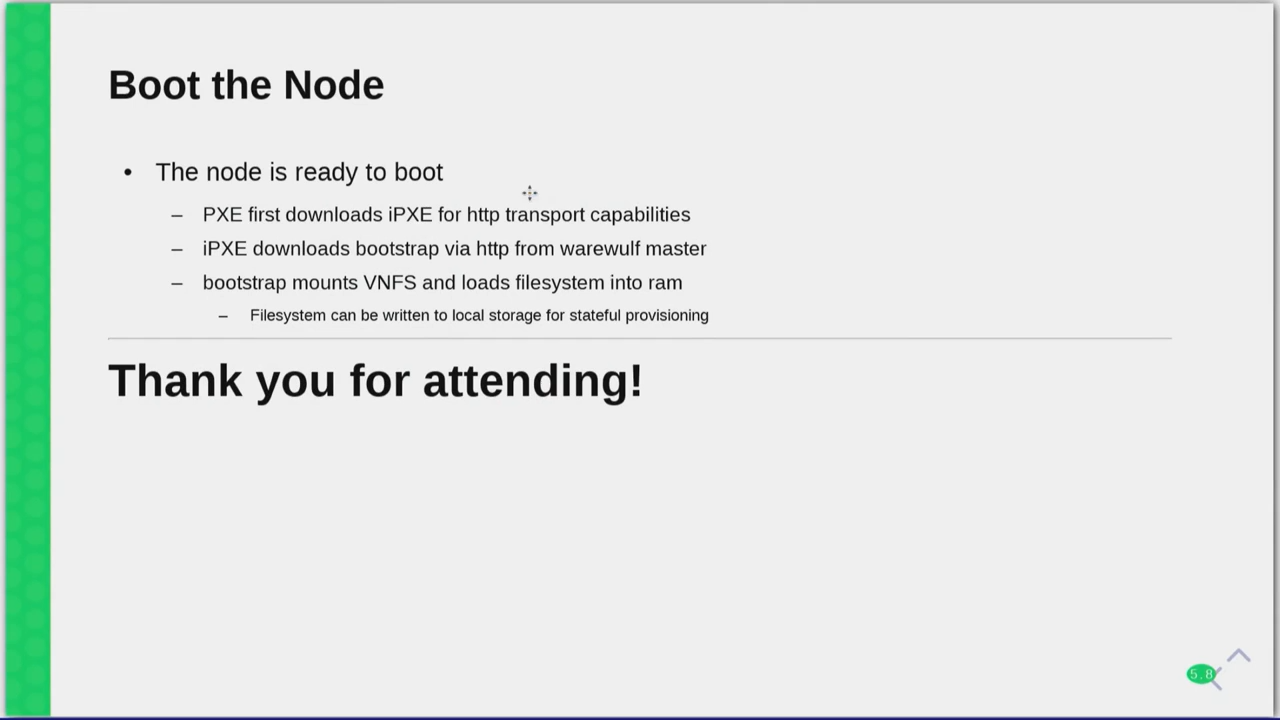 Boot the Node
• The node is ready to boot
– PXE first downloads iPXE for http transport capabilities
– iPXE downloads bootstrap via http from warewulf master
– bootstrap mounts VNFS and loads filesystem into ram
– Filesystem can be written to local storage for stateful provisioning
Thank you for attending!
5.8